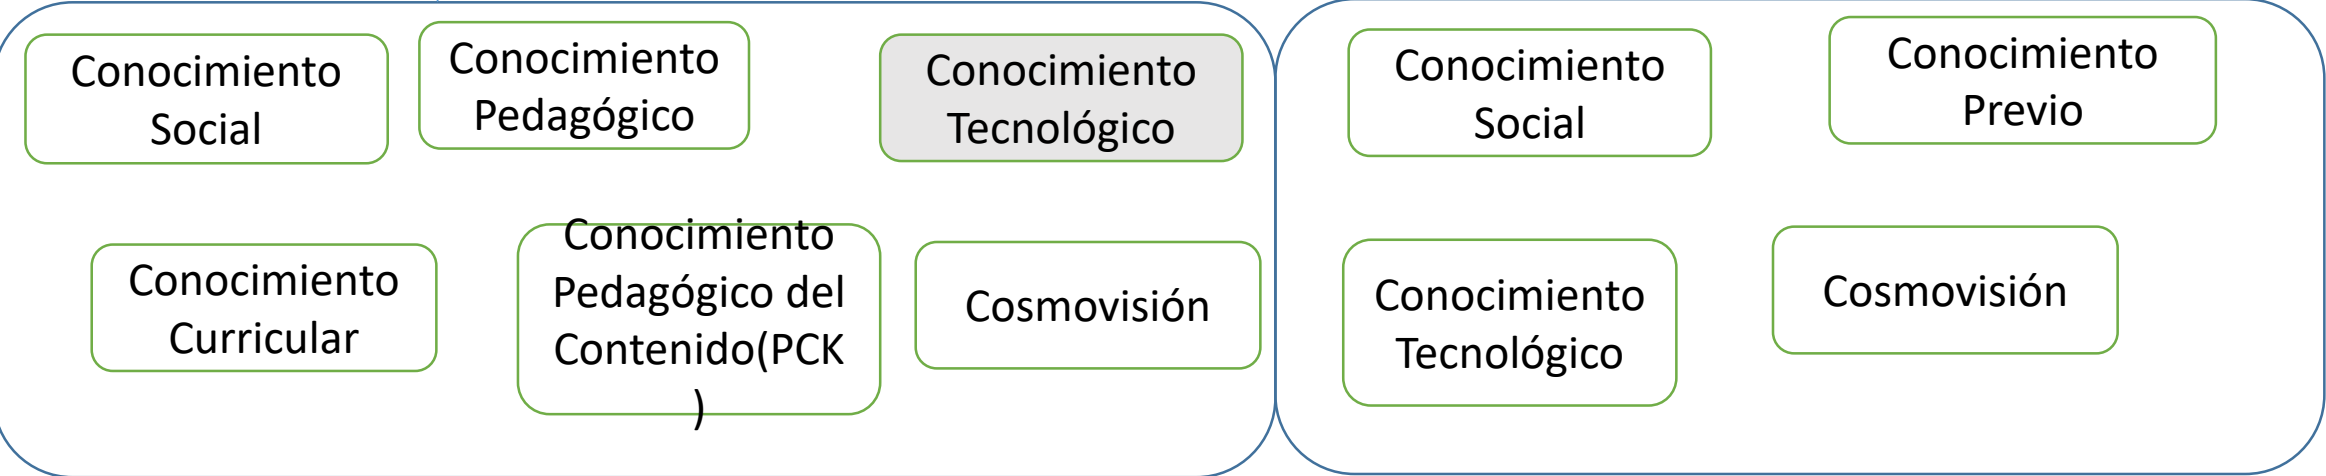 Conocimiento
Social
Conocimiento
Pedagógico
Conocimiento
Tecnológico
Conocimiento
Curricular
Conocimiento
Pedagógico del
Contenido(PCK
)
Cosmovisión
Conocimiento
Social
Conocimiento
Previo
Conocimiento
Tecnológico
Cosmovisión